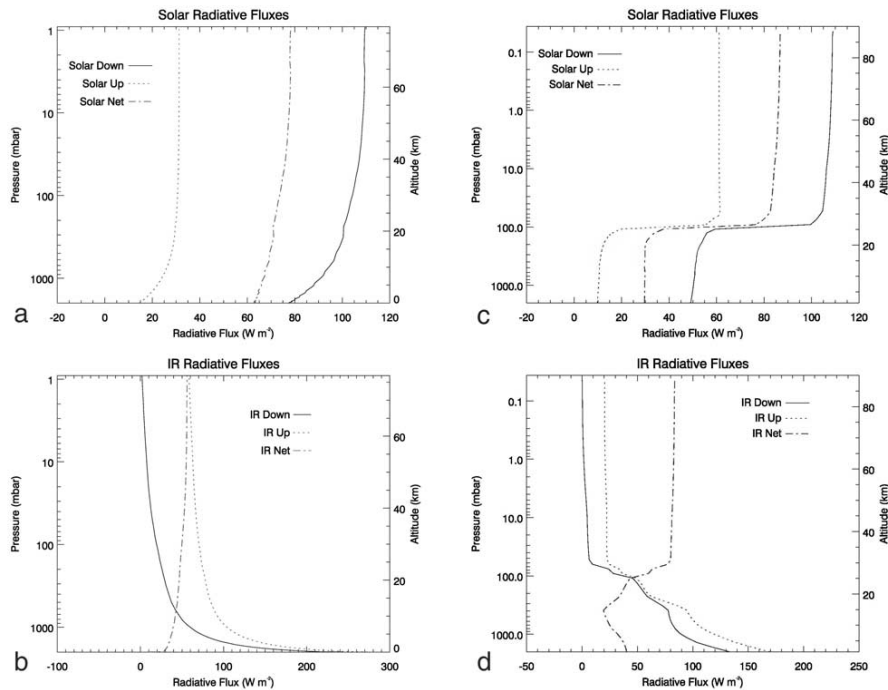 Solar Radiative Fluxes
1
10
100
1000
Pressure (mbar)
Solar Down
Solar Up
Solar Net
60
40
20
0
Altitude (km)
-20 0 20 40 60 80 100 120
Radiative Flux (W m⁻²)
a
Solar Radiative Fluxes
0.1
1.0
10.0
100.0
1000.0
Pressure (mbar)
Solar Down
Solar Up
Solar Net
80
60
40
20
0
Altitude (km)
-20 0 20 40 60 80 100 120
Radiative Flux (W m⁻²)
c
IR Radiative Fluxes
1
10
100
1000
Pressure (mbar)
IR Down
IR Up
IR Net
60
40
20
0
Altitude (km)
-100 0 100 200 300
Radiative Flux (W m⁻²)
b
IR Radiative Fluxes
0.1
1.0
10.0
100.0
1000.0
Pressure (mbar)
IR Down
IR Up
IR Net
80
60
40
20
0
Altitude (km)
-50 0 50 100 150 200 250
Radiative Flux (W m⁻²)
d